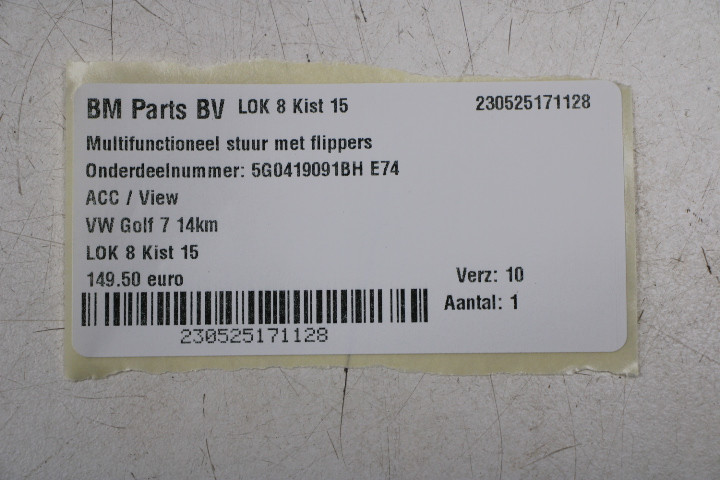 BM Parts BV LOK 8 Kist 15 230525171128
Multifunctioneel stuur met flippers
Onderdeelnummer: 5G0419091BH E74
ACC / View
VW Golf 7 14km
LOK 8 Kist 15
149.50 euro Verz: 10
Aantal: 1
230525171128